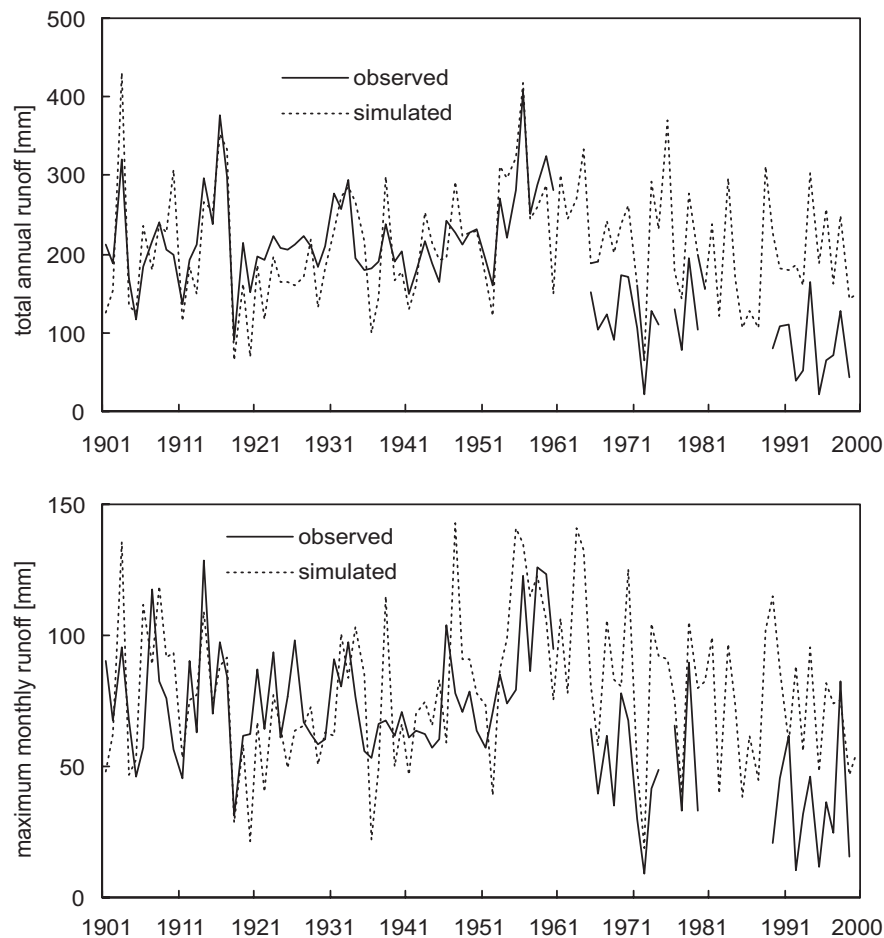 500
400
300
200
100
0
total annual runoff [mm]
observed
simulated
1901 1911 1921 1931 1941 1951 1961 1971 1981 1991 2000
150
100
50
0
maximum monthly runoff [mm]
observed
simulated
1901 1911 1921 1931 1941 1951 1961 1971 1981 1991 2000